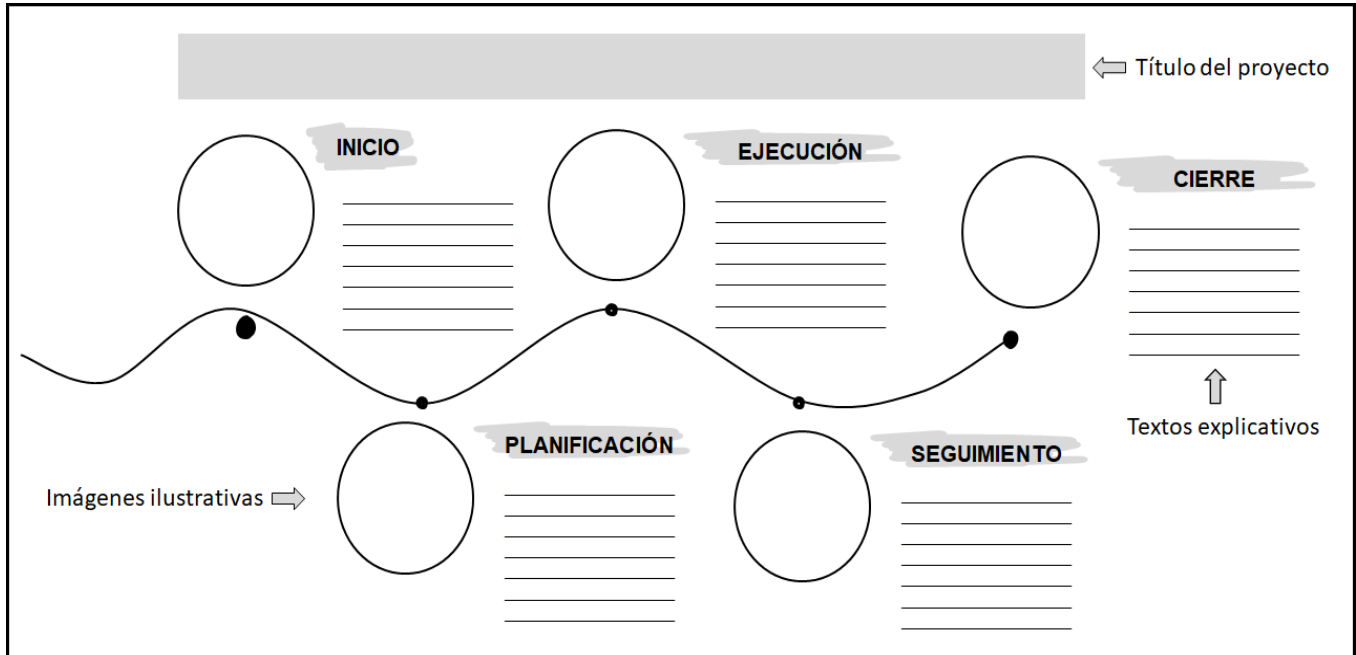 Título del proyecto
INICIO
EJECUCIÓN
CIERRE
Textos explicativos
PLANIFICACIÓN
SEGUIMIENTO
Imágenes ilustrativas